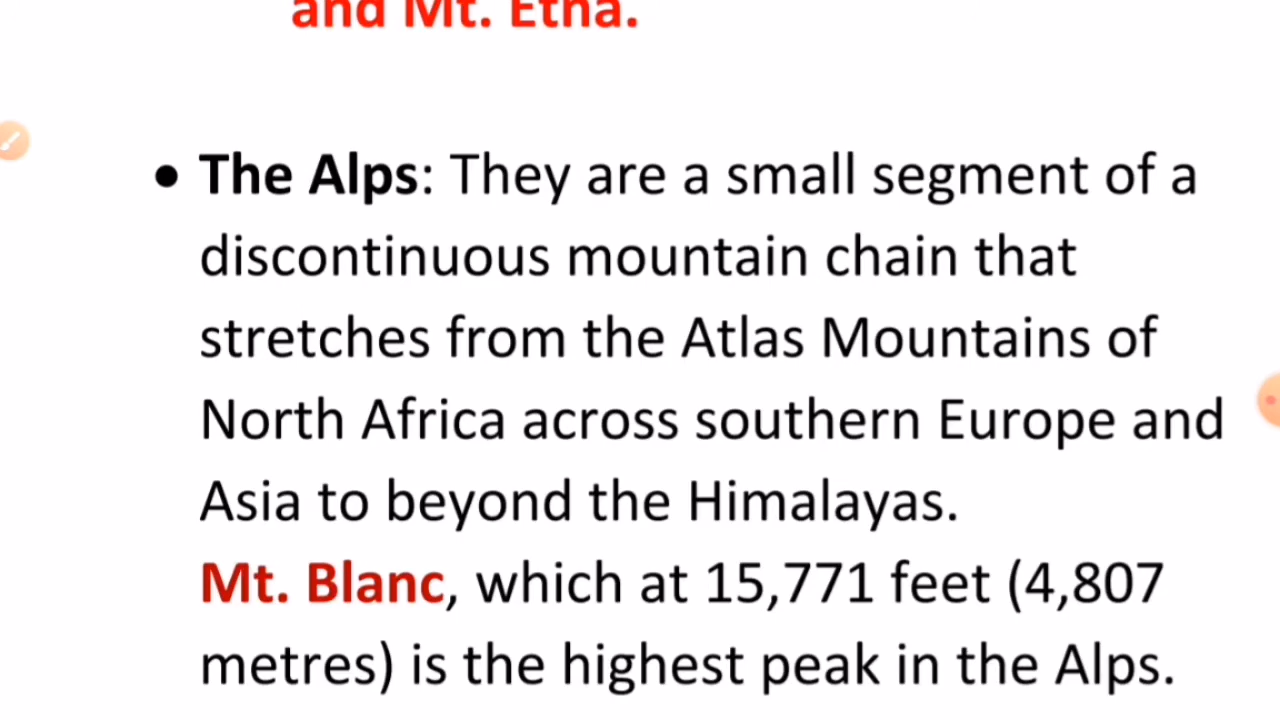 and Mt. Etna.
• The Alps: They are a small segment of a
discontinuous mountain chain that
stretches from the Atlas Mountains of
North Africa across southern Europe and
Asia to beyond the Himalayas.
Mt. Blanc, which at 15,771 feet (4,807
metres) is the highest peak in the Alps.